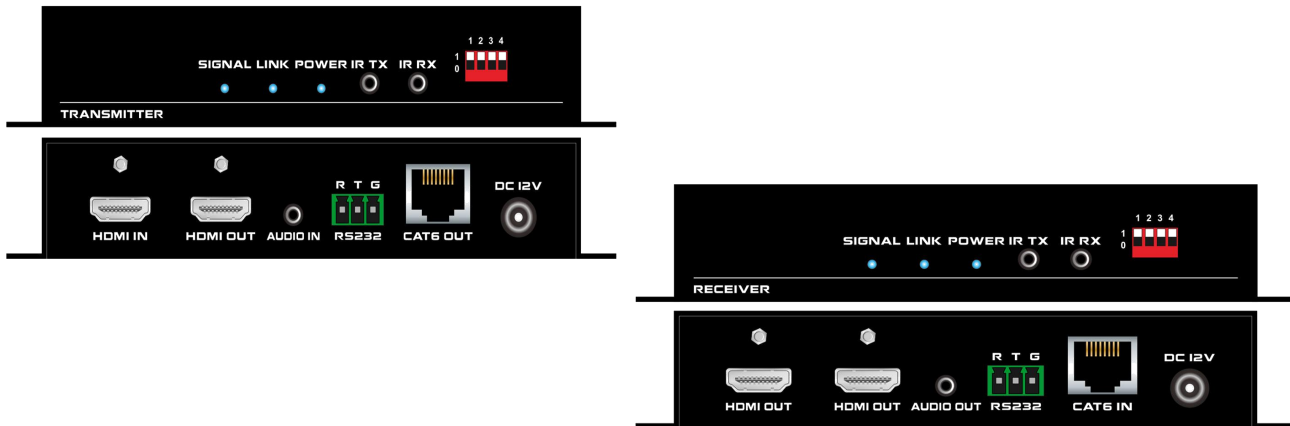 1 2 3 4
1
0
SIGNAL LINK POWER IR TX IR RX
TRANSMITTER
R T G
DC 12V
HDMI IN HDMI OUT AUDIO IN RS232 CAT6 OUT
1 2 3 4
1
0
SIGNAL LINK POWER IR TX IR RX
RECEIVER
R T G
DC 12V
HDMI OUT HDMI OUT AUDIO OUT RS232 CAT6 IN